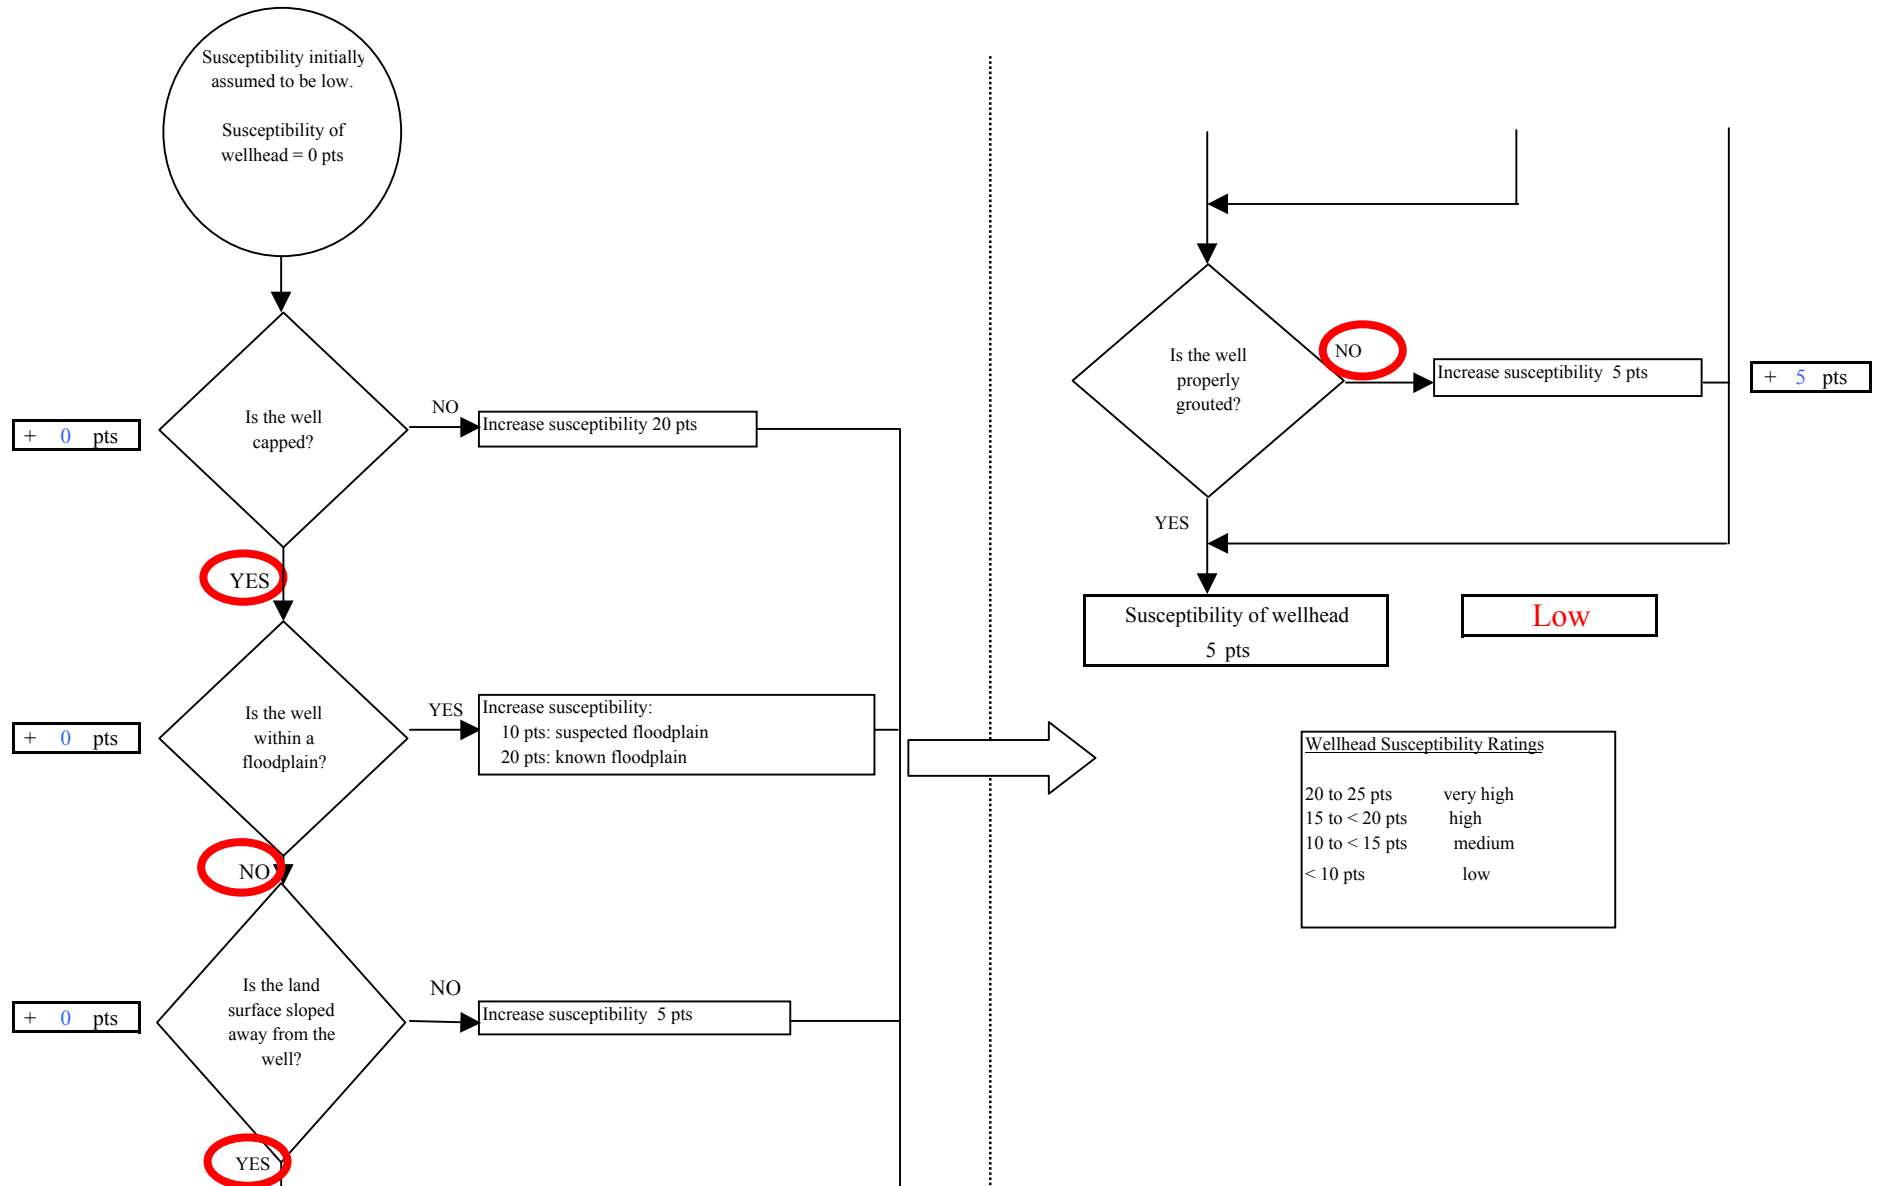 Susceptibility initially
assumed to be low.
Susceptibility of
wellhead = 0 pts
Is the well
capped?
NO
Increase susceptibility 20 pts
+ 0 pts
YES
Is the well
within a
floodplain?
YES
Increase susceptibility:
10 pts: suspected floodplain
20 pts: known floodplain
+ 0 pts
NO
Is the land
surface sloped
away from the
well?
NO
Increase susceptibility 5 pts
+ 0 pts
YES
Is the well
properly
grouted?
NO
Increase susceptibility 5 pts
+ 5 pts
YES
Susceptibility of wellhead
5 pts
Low
Wellhead Susceptibility Ratings
20 to 25 pts very high
15 to < 20 pts high
10 to < 15 pts medium
< 10 pts low